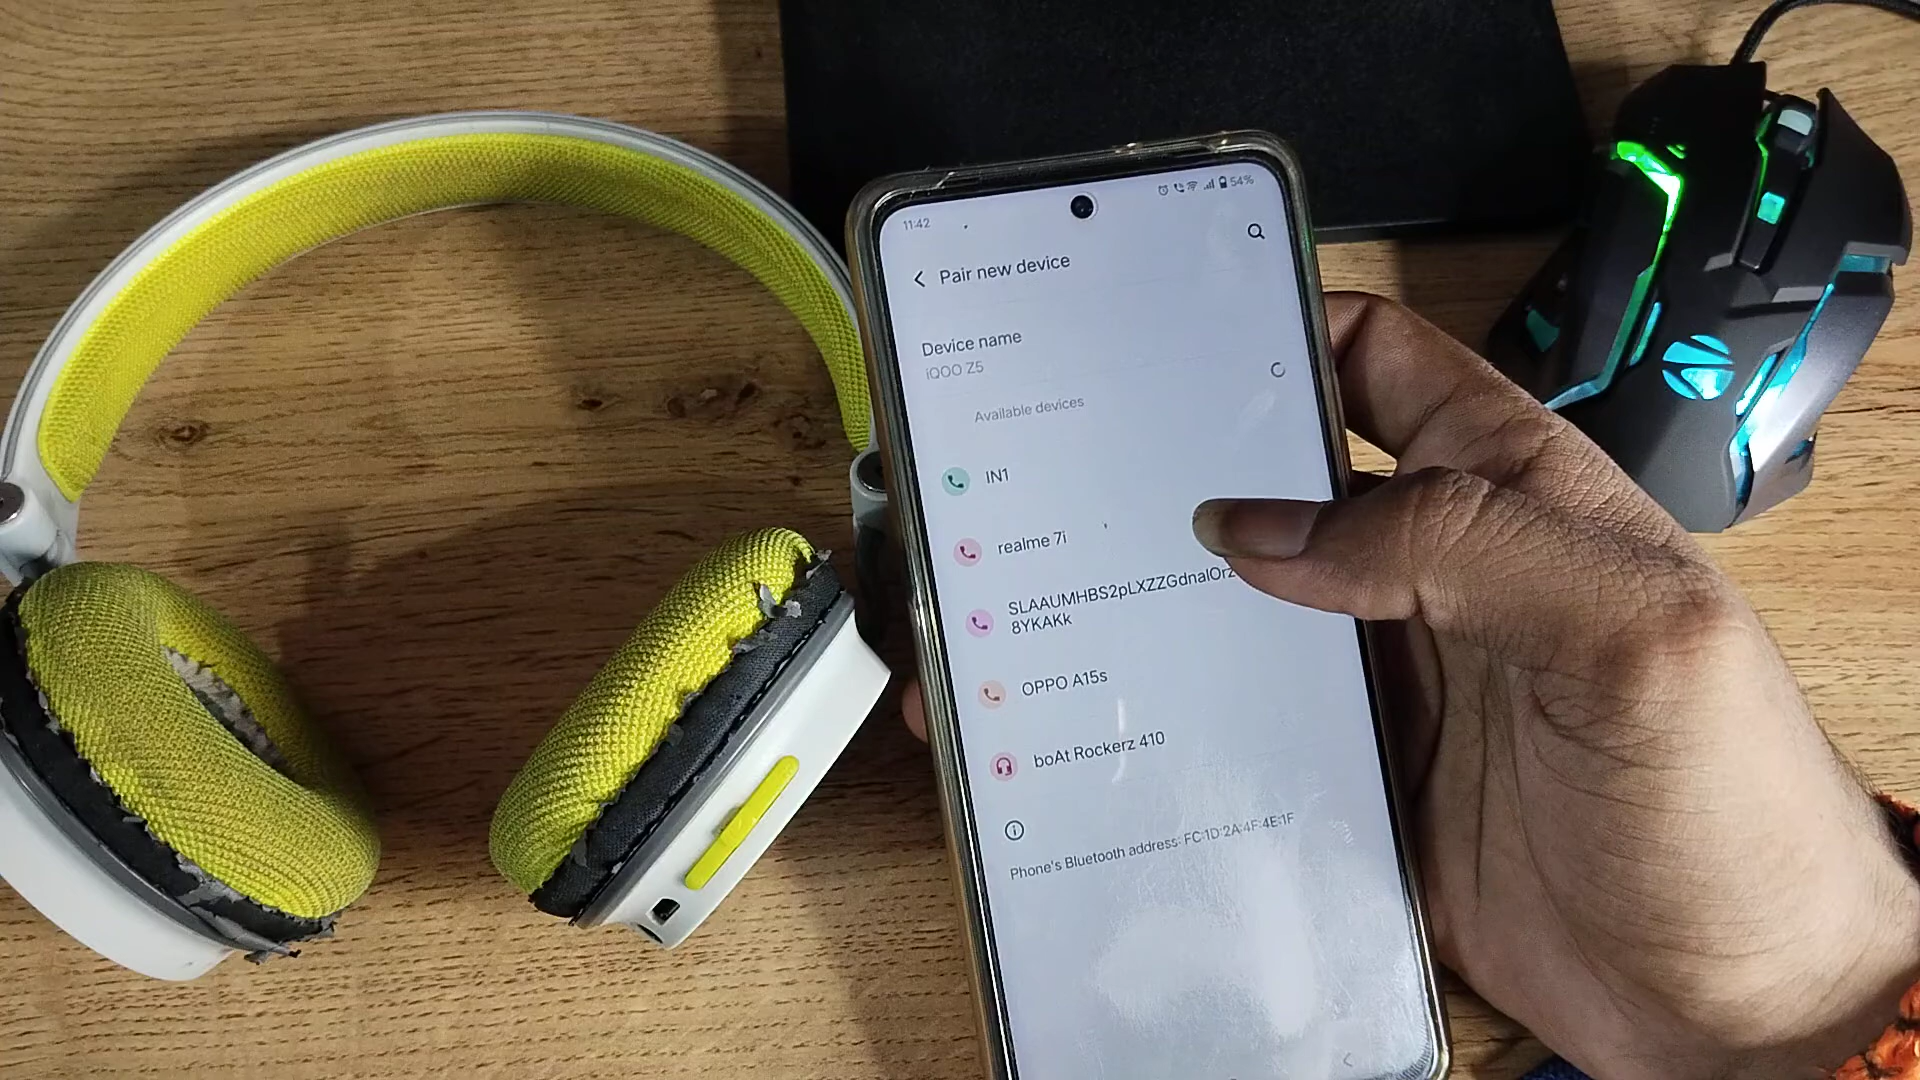 11:42
54%
Pair new device
Device name
iQOO Z5
Available devices
IN1
realme 7i
SLAAUMHBS2pLXZZGdnalOrz
8YKAKk
OPPO A15s
boAt Rockerz 410
Phone's Bluetooth address: FC:1D:2A:4F:4E:1F